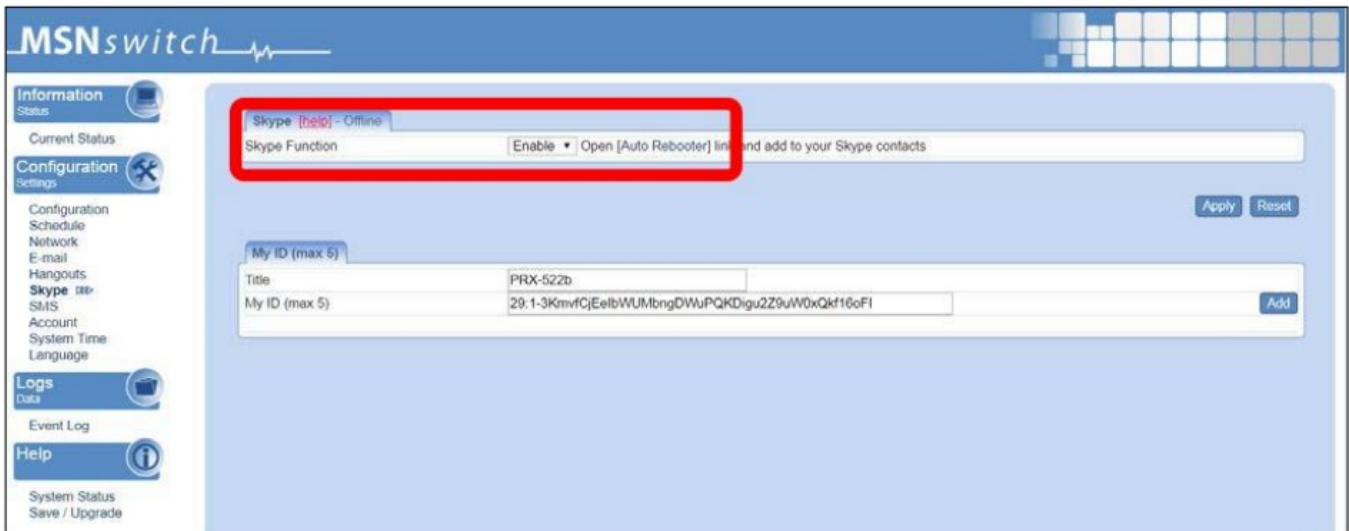 MSNswitch
Information
Status
Current Status
Configuration
Settings
Configuration
Schedule
Network
E-mail
Hangouts
Skype
SMS
Account
System Time
Language
Logs
Data
Event Log
Help
System Status
Save / Upgrade
Skype [help] - Offline
Skype Function Enable Open [Auto Rebooter] link and add to your Skype contacts
Apply Reset
My ID (max 5)
Title PRX-522b
My ID (max 5) 29:1-3KmvfCjEelbWUMbngDWuPQKDigu2Z9uW0xQkf16oFI Add